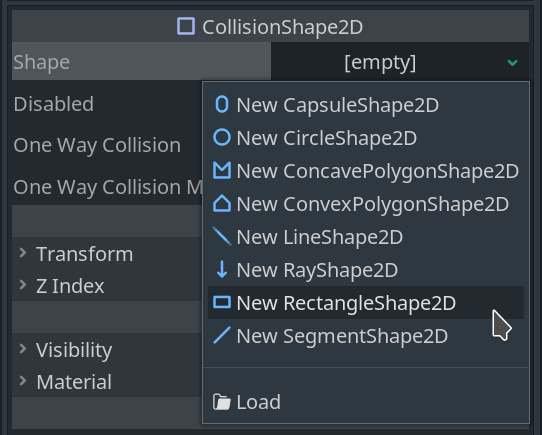 CollisionShape2D
Shape [empty]
Disabled
One Way Collision
One Way Collision M
Transform
Z Index
Visibility
Material
New CapsuleShape2D
New CircleShape2D
New ConcavePolygonShape2D
New ConvexPolygonShape2D
New LineShape2D
New RayShape2D
New RectangleShape2D
New SegmentShape2D
Load